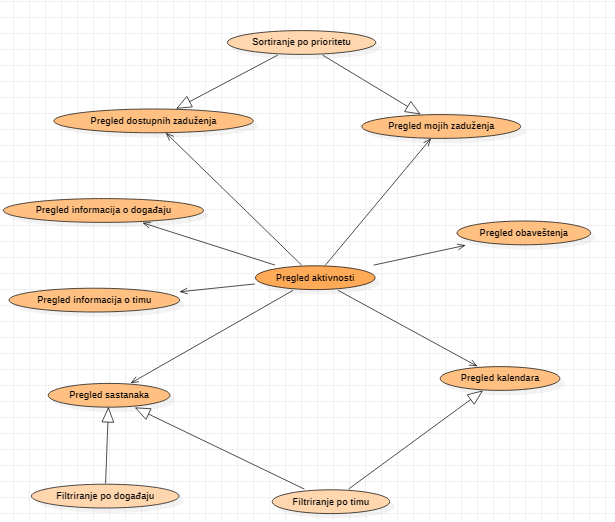 Sortiranje po prioritetu
Pregled dostupnih zaduženja
Pregled mojih zaduženja
Pregled informacija o događaju
Pregled obaveštenja
Pregled aktivnosti
Pregled informacija o timu
Pregled kalendara
Pregled sastanaka
Filtriranje po događaju
Filtriranje po timu